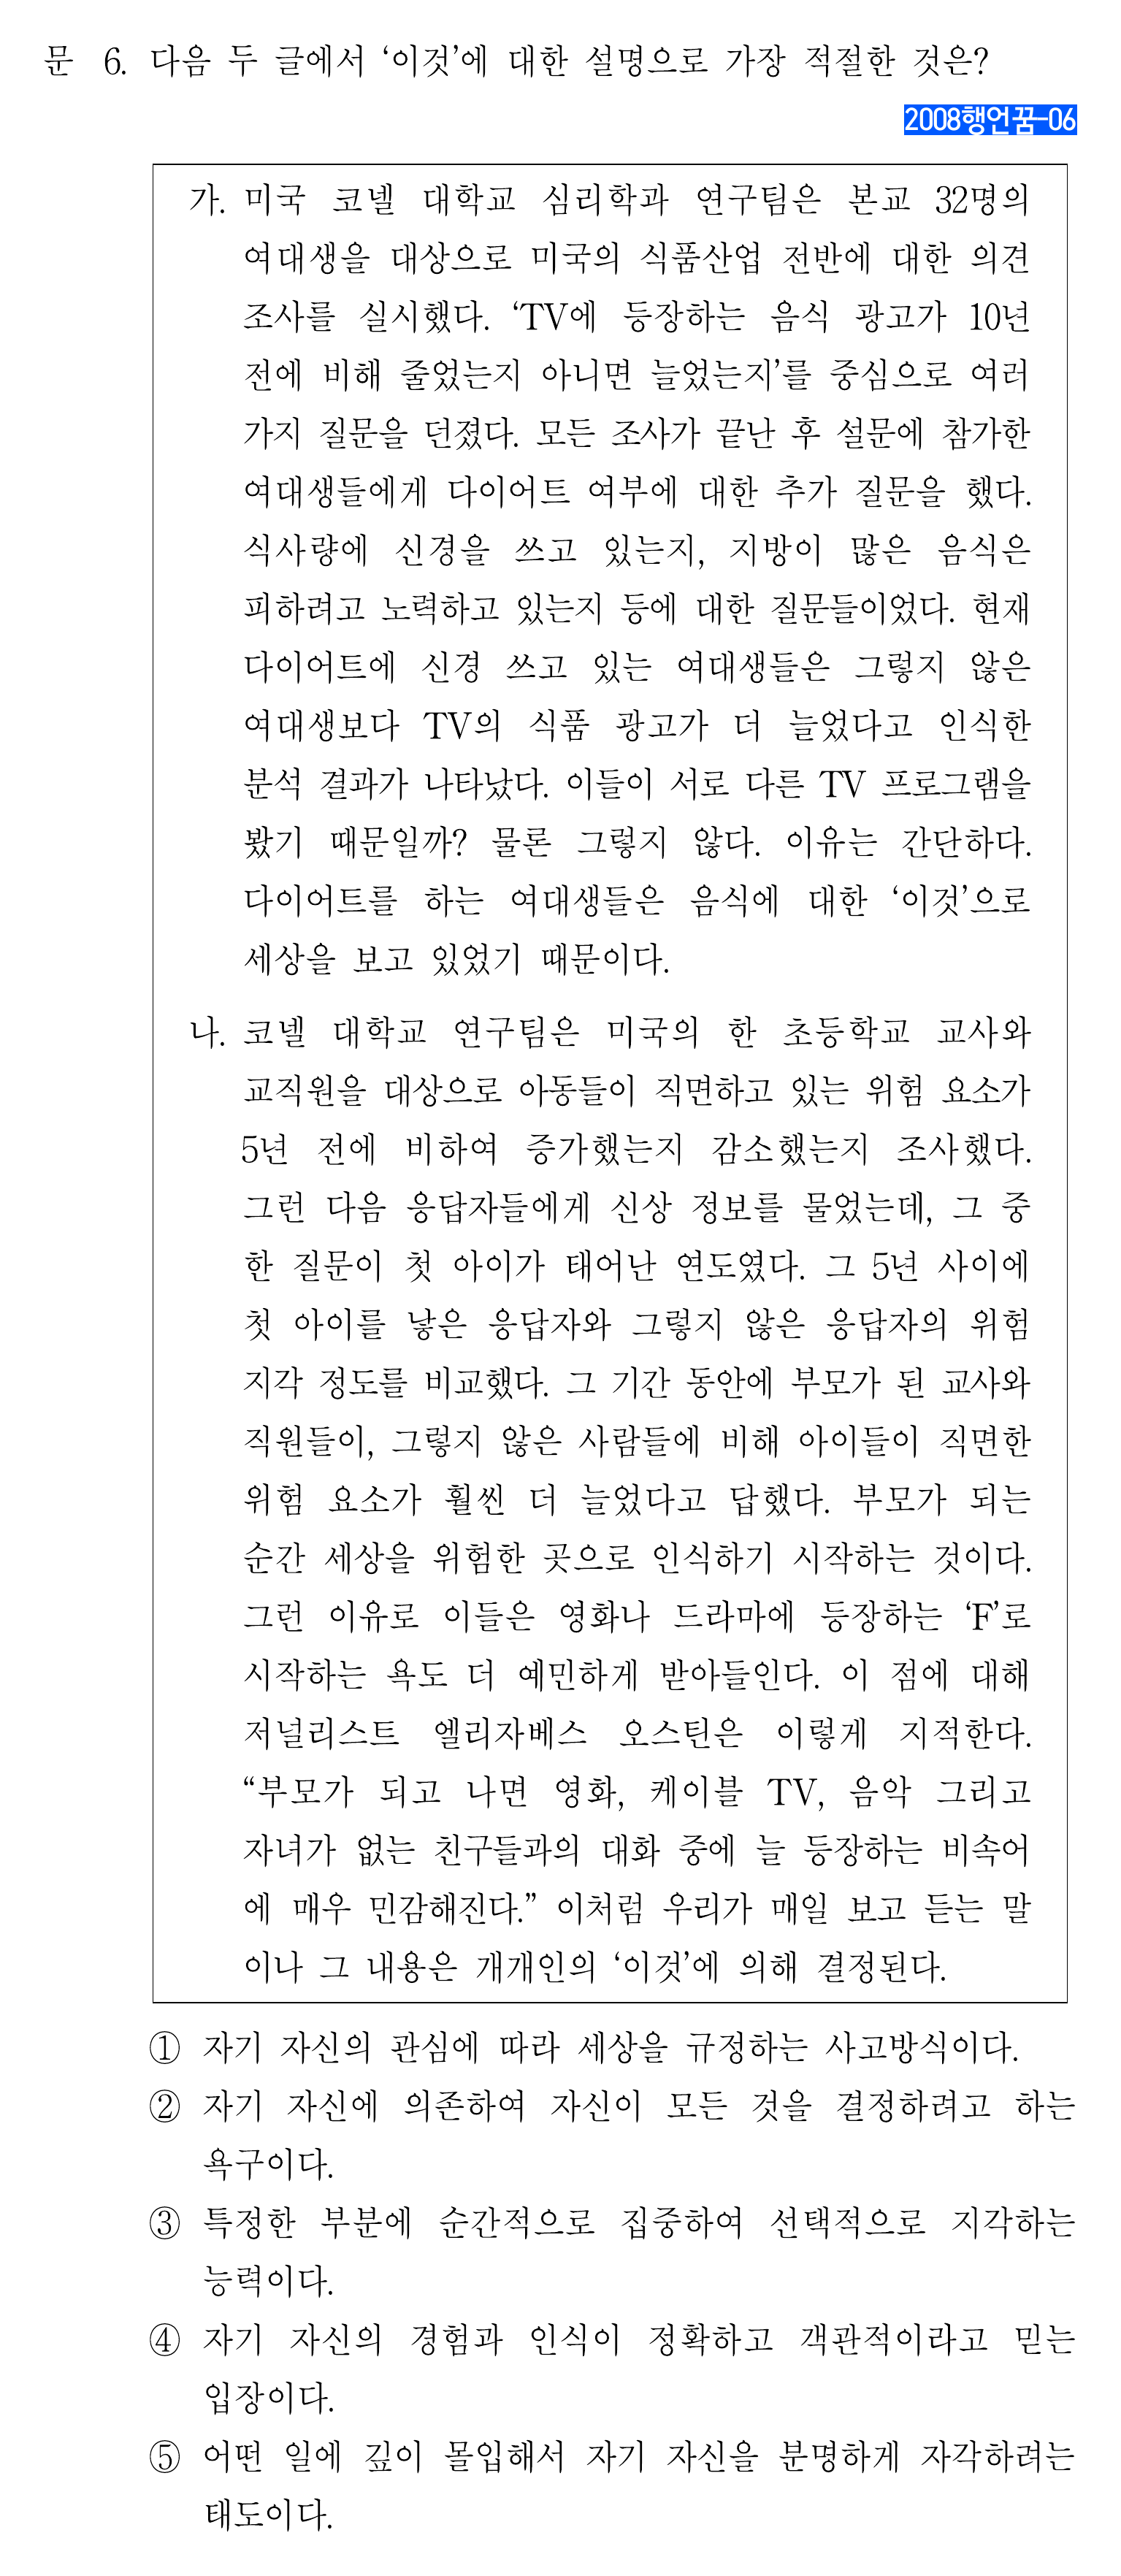 문 6. 다음 두 글에서 ‘이것’에 대한 설명으로 가장 적절한 것은?
2008행언꿈-06
가. 미국 코넬 대학교 심리학과 연구팀은 본교 32명의
여대생을 대상으로 미국의 식품산업 전반에 대한 의견
조사를 실시했다. ‘TV에 등장하는 음식 광고가 10년
전에 비해 줄었는지 아니면 늘었는지’를 중심으로 여러
가지 질문을 던졌다. 모든 조사가 끝난 후 설문에 참가한
여대생들에게 다이어트 여부에 대한 추가 질문을 했다.
식사량에 신경을 쓰고 있는지, 지방이 많은 음식은
피하려고 노력하고 있는지 등에 대한 질문들이었다. 현재
다이어트에 신경 쓰고 있는 여대생들은 그렇지 않은
여대생보다 TV의 식품 광고가 더 늘었다고 인식한
분석 결과가 나타났다. 이들이 서로 다른 TV 프로그램을
봤기 때문일까? 물론 그렇지 않다. 이유는 간단하다.
다이어트를 하는 여대생들은 음식에 대한 ‘이것’으로
세상을 보고 있었기 때문이다.
나. 코넬 대학교 연구팀은 미국의 한 초등학교 교사와
교직원을 대상으로 아동들이 직면하고 있는 위험 요소가
5년 전에 비하여 증가했는지 감소했는지 조사했다.
그런 다음 응답자들에게 신상 정보를 물었는데, 그 중
한 질문이 첫 아이가 태어난 연도였다. 그 5년 사이에
첫 아이를 낳은 응답자와 그렇지 않은 응답자의 위험
지각 정도를 비교했다. 그 기간 동안에 부모가 된 교사와
직원들이, 그렇지 않은 사람들에 비해 아이들이 직면한
위험 요소가 훨씬 더 늘었다고 답했다. 부모가 되는
순간 세상을 위험한 곳으로 인식하기 시작하는 것이다.
그런 이유로 이들은 영화나 드라마에 등장하는 ‘F’로
시작하는 욕도 더 예민하게 받아들인다. 이 점에 대해
저널리스트 엘리자베스 오스틴은 이렇게 지적한다.
“부모가 되고 나면 영화, 케이블 TV, 음악 그리고
자녀가 없는 친구들과의 대화 중에 늘 등장하는 비속어
에 매우 민감해진다.” 이처럼 우리가 매일 보고 듣는 말
이나 그 내용은 개개인의 ‘이것’에 의해 결정된다.
① 자기 자신의 관심에 따라 세상을 규정하는 사고방식이다.
② 자기 자신에 의존하여 자신이 모든 것을 결정하려고 하는
욕구이다.
③ 특정한 부분에 순간적으로 집중하여 선택적으로 지각하는
능력이다.
④ 자기 자신의 경험과 인식이 정확하고 객관적이라고 믿는
입장이다.
⑤ 어떤 일에 깊이 몰입해서 자기 자신을 분명하게 자각하려는
태도이다.